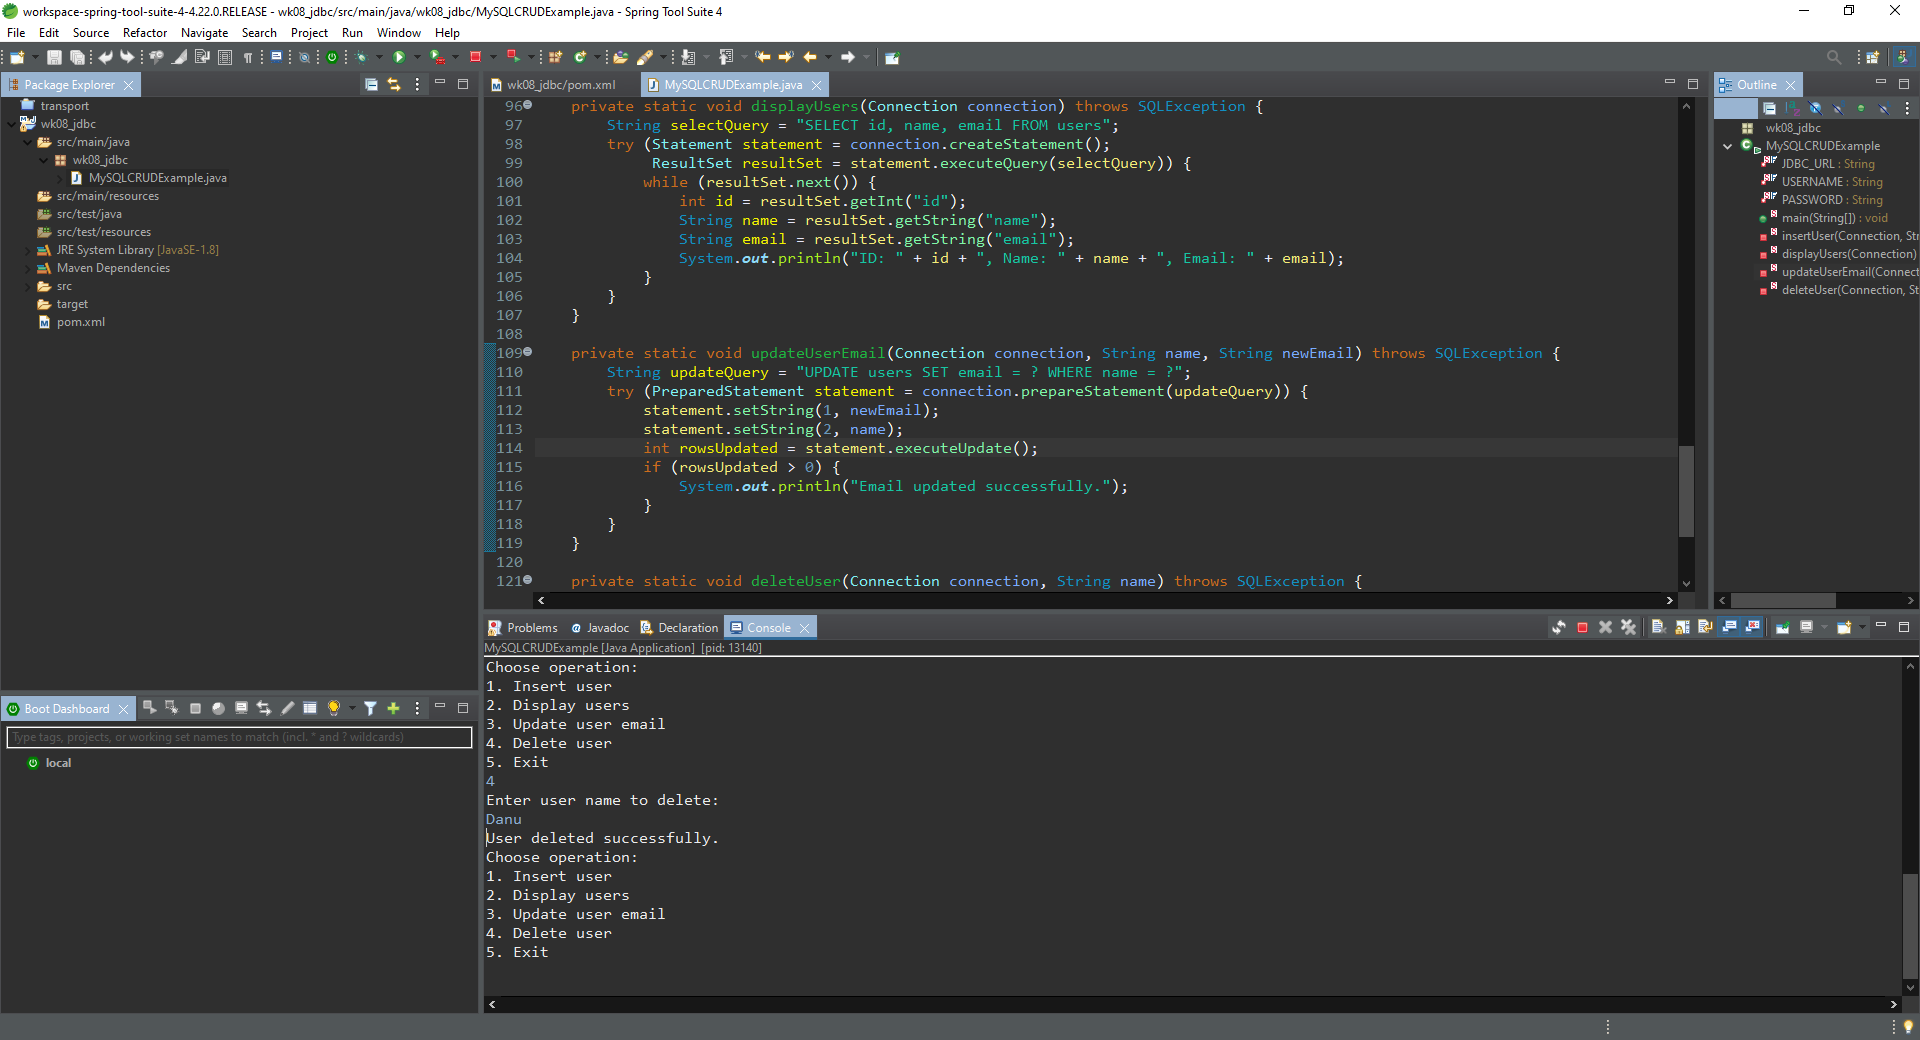 workspace-spring-tool-suite-4-4.22.0.RELEASE - wk08_jdbc/src/main/java/wk08_jdbc/MySQLCRUDExample.java - Spring Tool Suite 4
File Edit Source Refactor Navigate Search Project Run Window Help
Package Explorer
transport
wk08_jdbc
src/main/java
wk08_jdbc
MySQLCRUDExample.java
src/main/resources
src/test/java
src/test/resources
JRE System Library [JavaSE-1.8]
Maven Dependencies
src
target
pom.xml
wk08_jdbc/pom.xml
MySQLCRUDExample.java
96 private static void displayUsers(Connection connection) throws SQLException {
97 String selectQuery = "SELECT id, name, email FROM users";
98 try (Statement statement = connection.createStatement();
99 ResultSet resultSet = statement.executeQuery(selectQuery)) {
100 while (resultSet.next()) {
101 int id = resultSet.getInt("id");
102 String name = resultSet.getString("name");
103 String email = resultSet.getString("email");
104 System.out.println("ID: " + id + ", Name: " + name + ", Email: " + email);
105 }
106 }
107 }
108
109 private static void updateUserEmail(Connection connection, String name, String newEmail) throws SQLException {
110 String updateQuery = "UPDATE users SET email = ? WHERE name = ?";
111 try (PreparedStatement statement = connection.prepareStatement(updateQuery)) {
112 statement.setString(1, newEmail);
113 statement.setString(2, name);
114 int rowsUpdated = statement.executeUpdate();
115 if (rowsUpdated > 0) {
116 System.out.println("Email updated successfully.");
117 }
118 }
119 }
120
121 private static void deleteUser(Connection connection, String name) throws SQLException {
Outline
wk08_jdbc
MySQLCRUDExample
JDBC_URL : String
USERNAME : String
PASSWORD : String
main(String[]) : void
insertUser(Connection, Str
displayUsers(Connection)
updateUserEmail(Connect
deleteUser(Connection, St
Boot Dashboard
Type tags, projects, or working set names to match (incl. * and ? wildcards)
local
Problems Javadoc Declaration Console
MySQLCRUDExample [Java Application] [pid: 13140]
Choose operation:
1. Insert user
2. Display users
3. Update user email
4. Delete user
5. Exit
4
Enter user name to delete:
Danu
User deleted successfully.
Choose operation:
1. Insert user
2. Display users
3. Update user email
4. Delete user
5. Exit